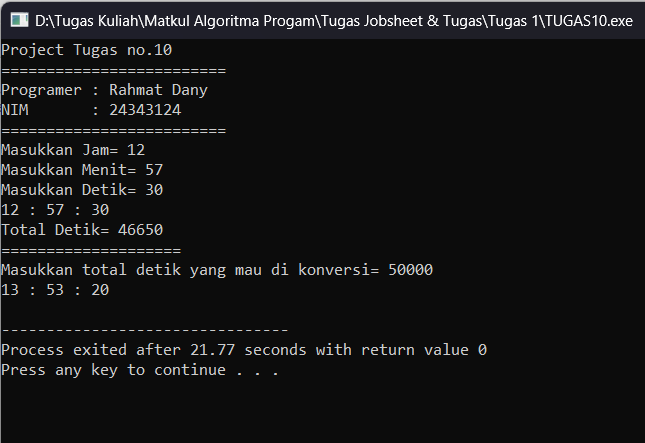 D:\Tugas Kuliah\Matkul Algoritma Progam\Tugas Jobsheet & Tugas\Tugas 1\TUGAS10.exe
Project Tugas no.10
=========================
Programer : Rahmat Dany
NIM       : 24343124
=========================
Masukkan Jam= 12
Masukkan Menit= 57
Masukkan Detik= 30
12 : 57 : 30
Total Detik= 46650
====================
Masukkan total detik yang mau di konversi= 50000
13 : 53 : 20
--------------------------------
Process exited after 21.77 seconds with return value 0
Press any key to continue . . .